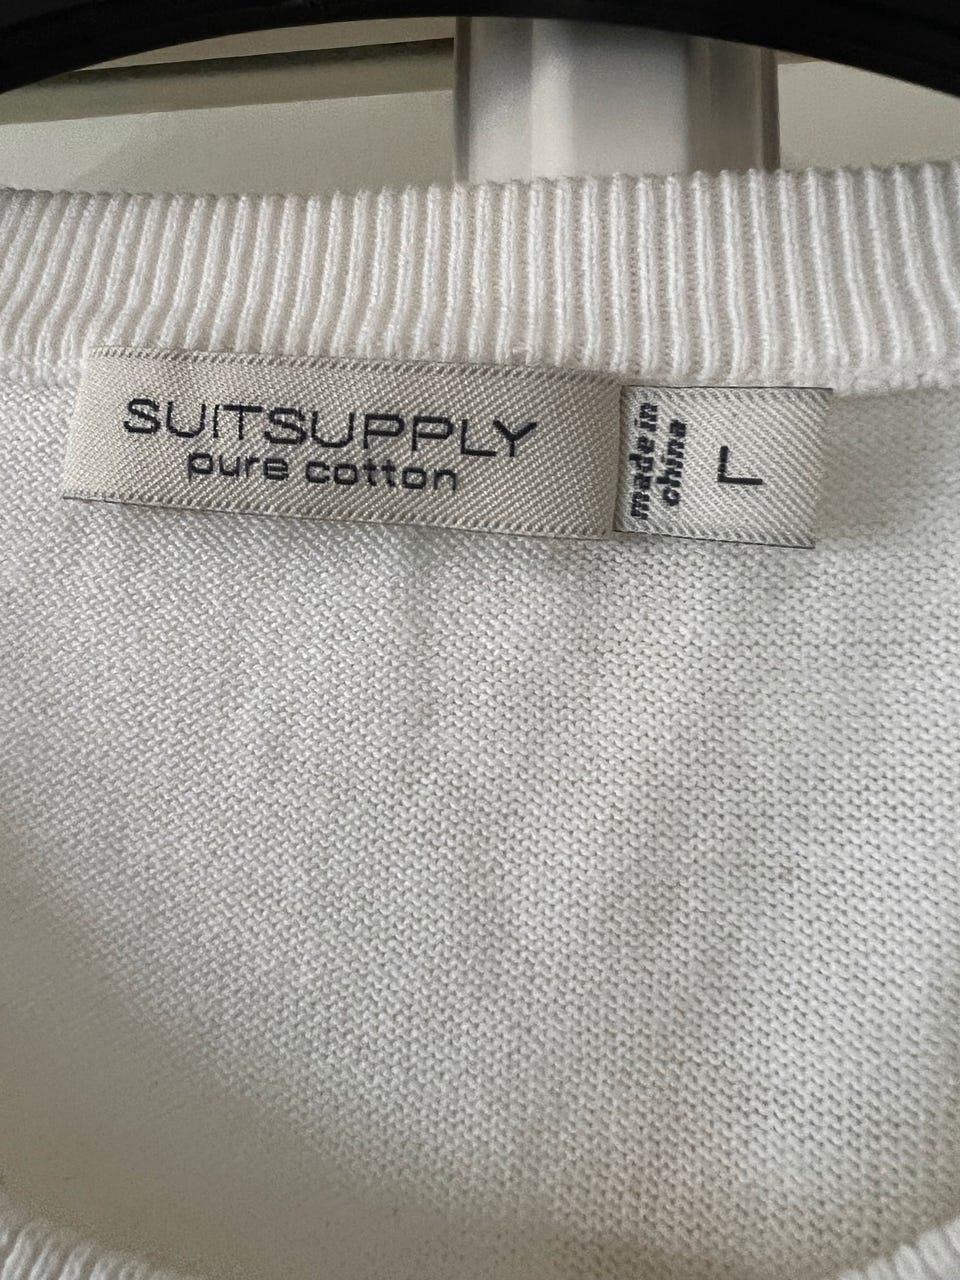 SUITSUPPLY
pure cotton
made in
china
L